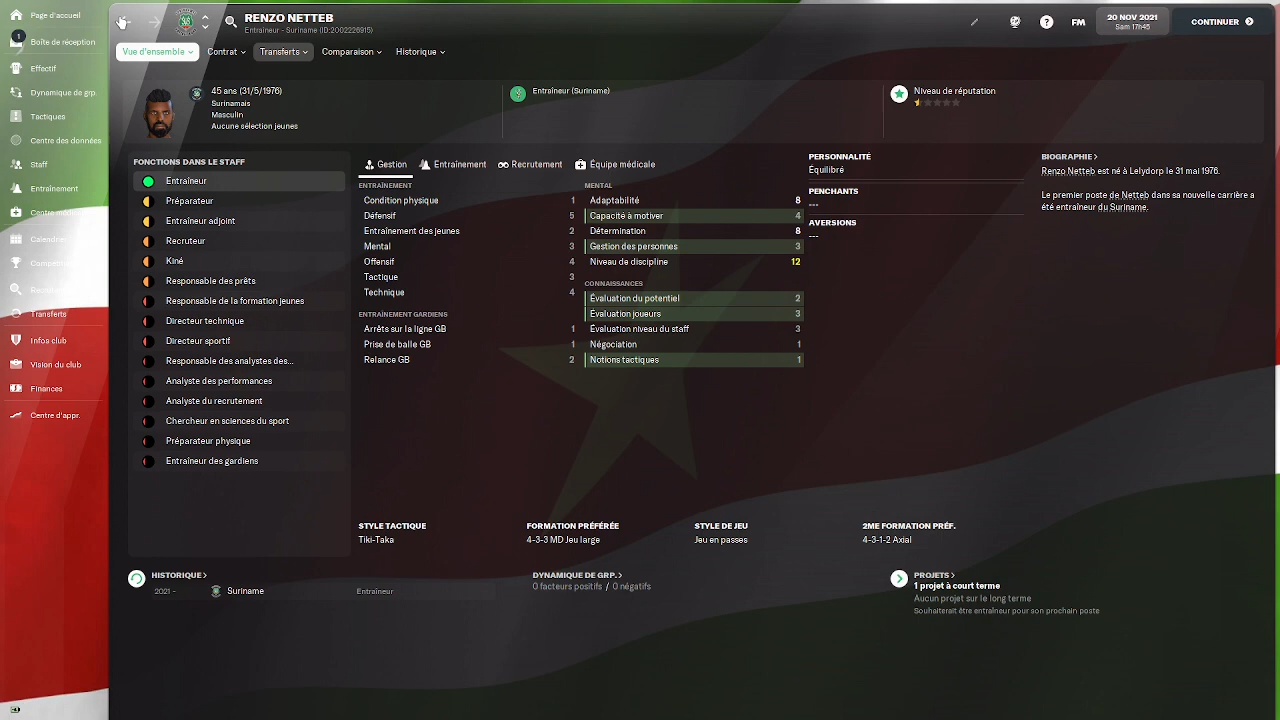 Page d'accueil
1
Boîte de réception
Effectif
Dynamique de grp.
Tactiques
Centre des données
Staff
Entraînement
Centre médical
Calendrier
Transferts
Infos club
Vision du club
Finances
Centre d'appr.
RENZO NETTEB
Entraîneur - Suriname (ID:2002226915)
FM
20 NOV 2021
Sam 17h45
CONTINUER
Vue d'ensemble
Contrat
Transferts
Comparaison
Historique
45 ans (31/5/1976)
Surinamais
Masculin
Aucune sélection jeunes
Entraîneur (Suriname)
Niveau de réputation
FONCTIONS DANS LE STAFF
Entraîneur
Préparateur
Entraîneur adjoint
Recruteur
Kiné
Responsable des prêts
Responsable de la formation jeunes
Directeur technique
Directeur sportif
Responsable des analystes des...
Analyste des performances
Analyste du recrutement
Chercheur en sciences du sport
Préparateur physique
Entraîneur des gardiens
Gestion
Entraînement
Recrutement
Équipe médicale
ENTRAÎNEMENT
Condition physique 1
Défensif 5
Entraînement des jeunes 2
Mental 3
Offensif 4
Tactique 3
Technique 4
ENTRAÎNEMENT GARDIENS
Arrêts sur la ligne GB 1
Prise de balle GB 1
Relance GB 2
MENTAL
Adaptabilité 8
Capacité à motiver 4
Détermination 8
Gestion des personnes 3
Niveau de discipline 12
CONNAISSANCES
Évaluation du potentiel 2
Évaluation joueurs 3
Évaluation niveau du staff 3
Négociation 1
Notions tactiques 1
PERSONNALITÉ
Équilibré
PENCHANTS
---
AVERSIONS
---
BIOGRAPHIE >
Renzo Netteb est né à Lelydorp le 31 mai 1976.
Le premier poste de Netteb dans sa nouvelle carrière a
été entraîneur du Suriname.
STYLE TACTIQUE
Tiki-Taka
FORMATION PRÉFÉRÉE
4-3-3 MD Jeu large
STYLE DE JEU
Jeu en passes
2ME FORMATION PRÉF.
4-3-1-2 Axial
HISTORIQUE >
2021 - Suriname Entraîneur
DYNAMIQUE DE GRP. >
0 facteurs positifs / 0 négatifs
PROJETS >
1 projet à court terme
Aucun projet sur le long terme
Souhaiterait être entraîneur pour son prochain poste